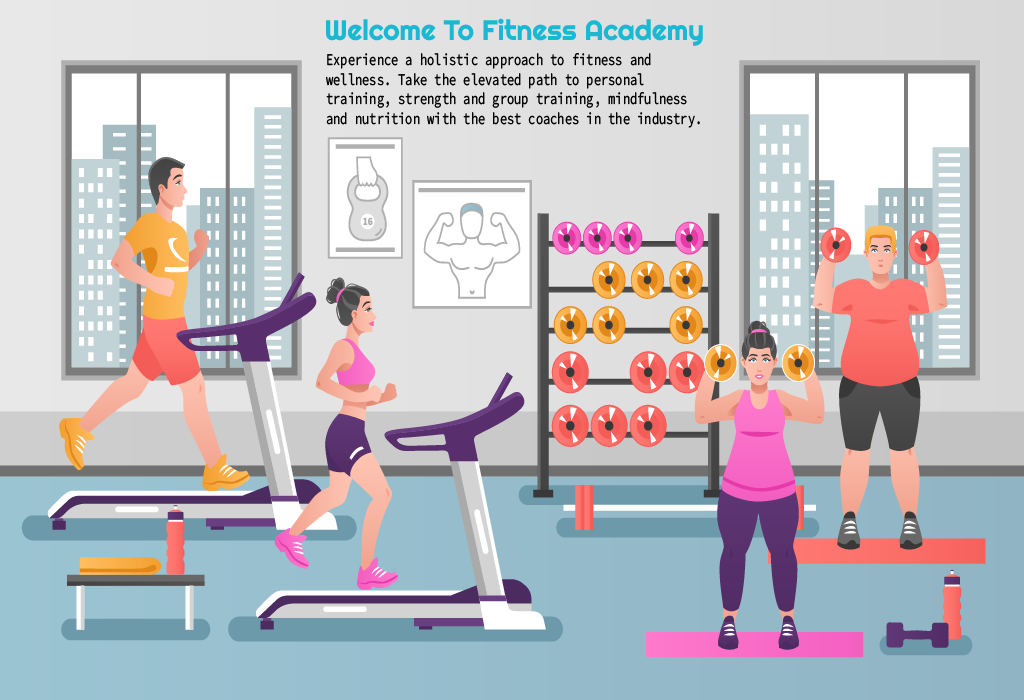 Welcome To Fitness Academy
Experience a holistic approach to fitness and
wellness. Take the elevated path to personal
training, strength and group training, mindfulness
and nutrition with the best coaches in the industry.
16